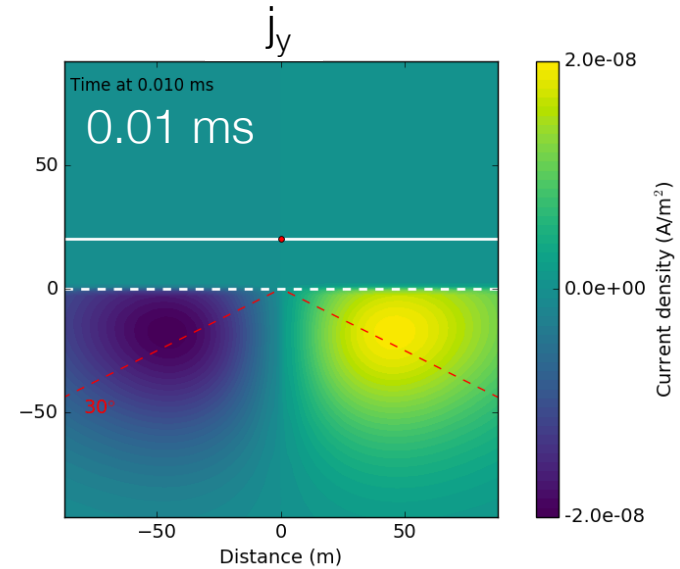 jy
Time at 0.010 ms
0.01 ms
50
0
−50
30°
−50
0
50
Distance (m)
2.0e-08
0.0e+00
-2.0e-08
Current density (A/m²)